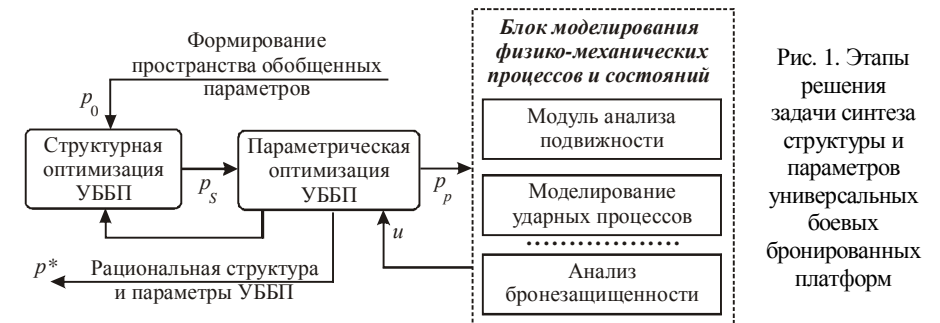 Формирование
пространства обобщенных
параметров
p0
Структурная
оптимизация
УББП
pS
Параметрическая
оптимизация
УББП
pp
u
p*
Рациональная структура
и параметры УББП
Блок моделирования
физико-механических
процессов и состояний
Модуль анализа
подвижности
Моделирование
ударных процессов
Анализ
бронезащищенности
Рис. 1. Этапы
решения
задачи синтеза
структуры и
параметров
универсальных
боевых
бронированных
платформ